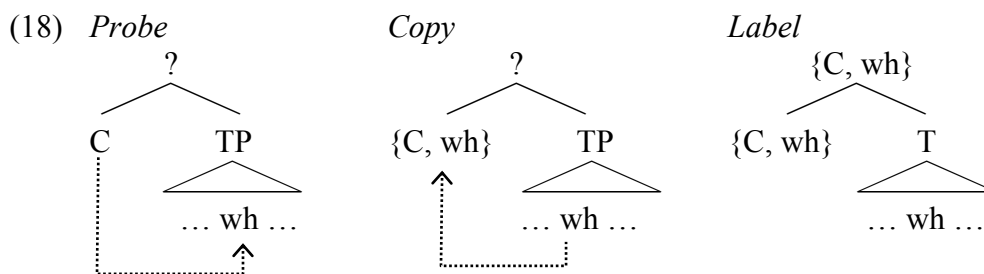 (18) Probe Copy Label
? ? {C, wh}
C TP {C, wh} TP {C, wh} T
… wh … … wh … … wh …